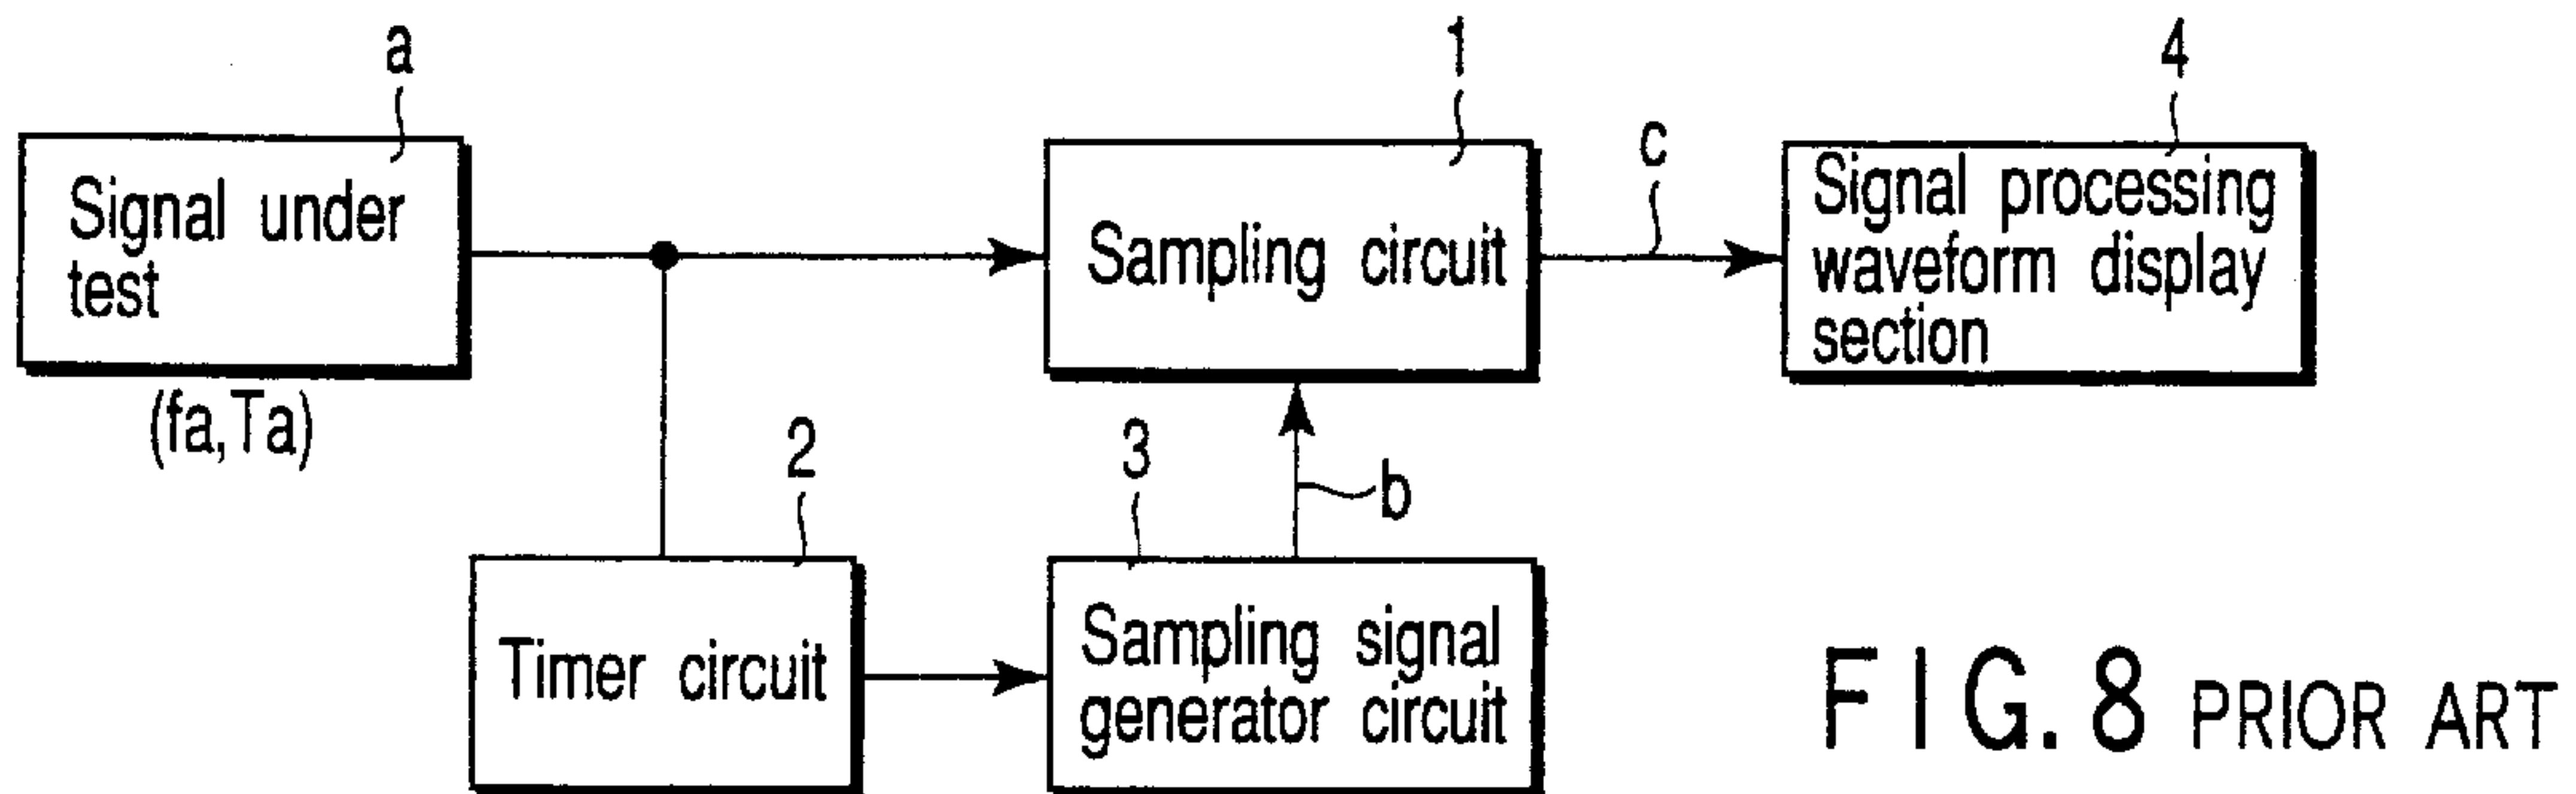 a
1
4
Signal under
test
(fa,Ta)
Sampling circuit
c
Signal processing
waveform display
section
2
3
b
Timer circuit
Sampling signal
generator circuit
FIG. 8 PRIOR ART